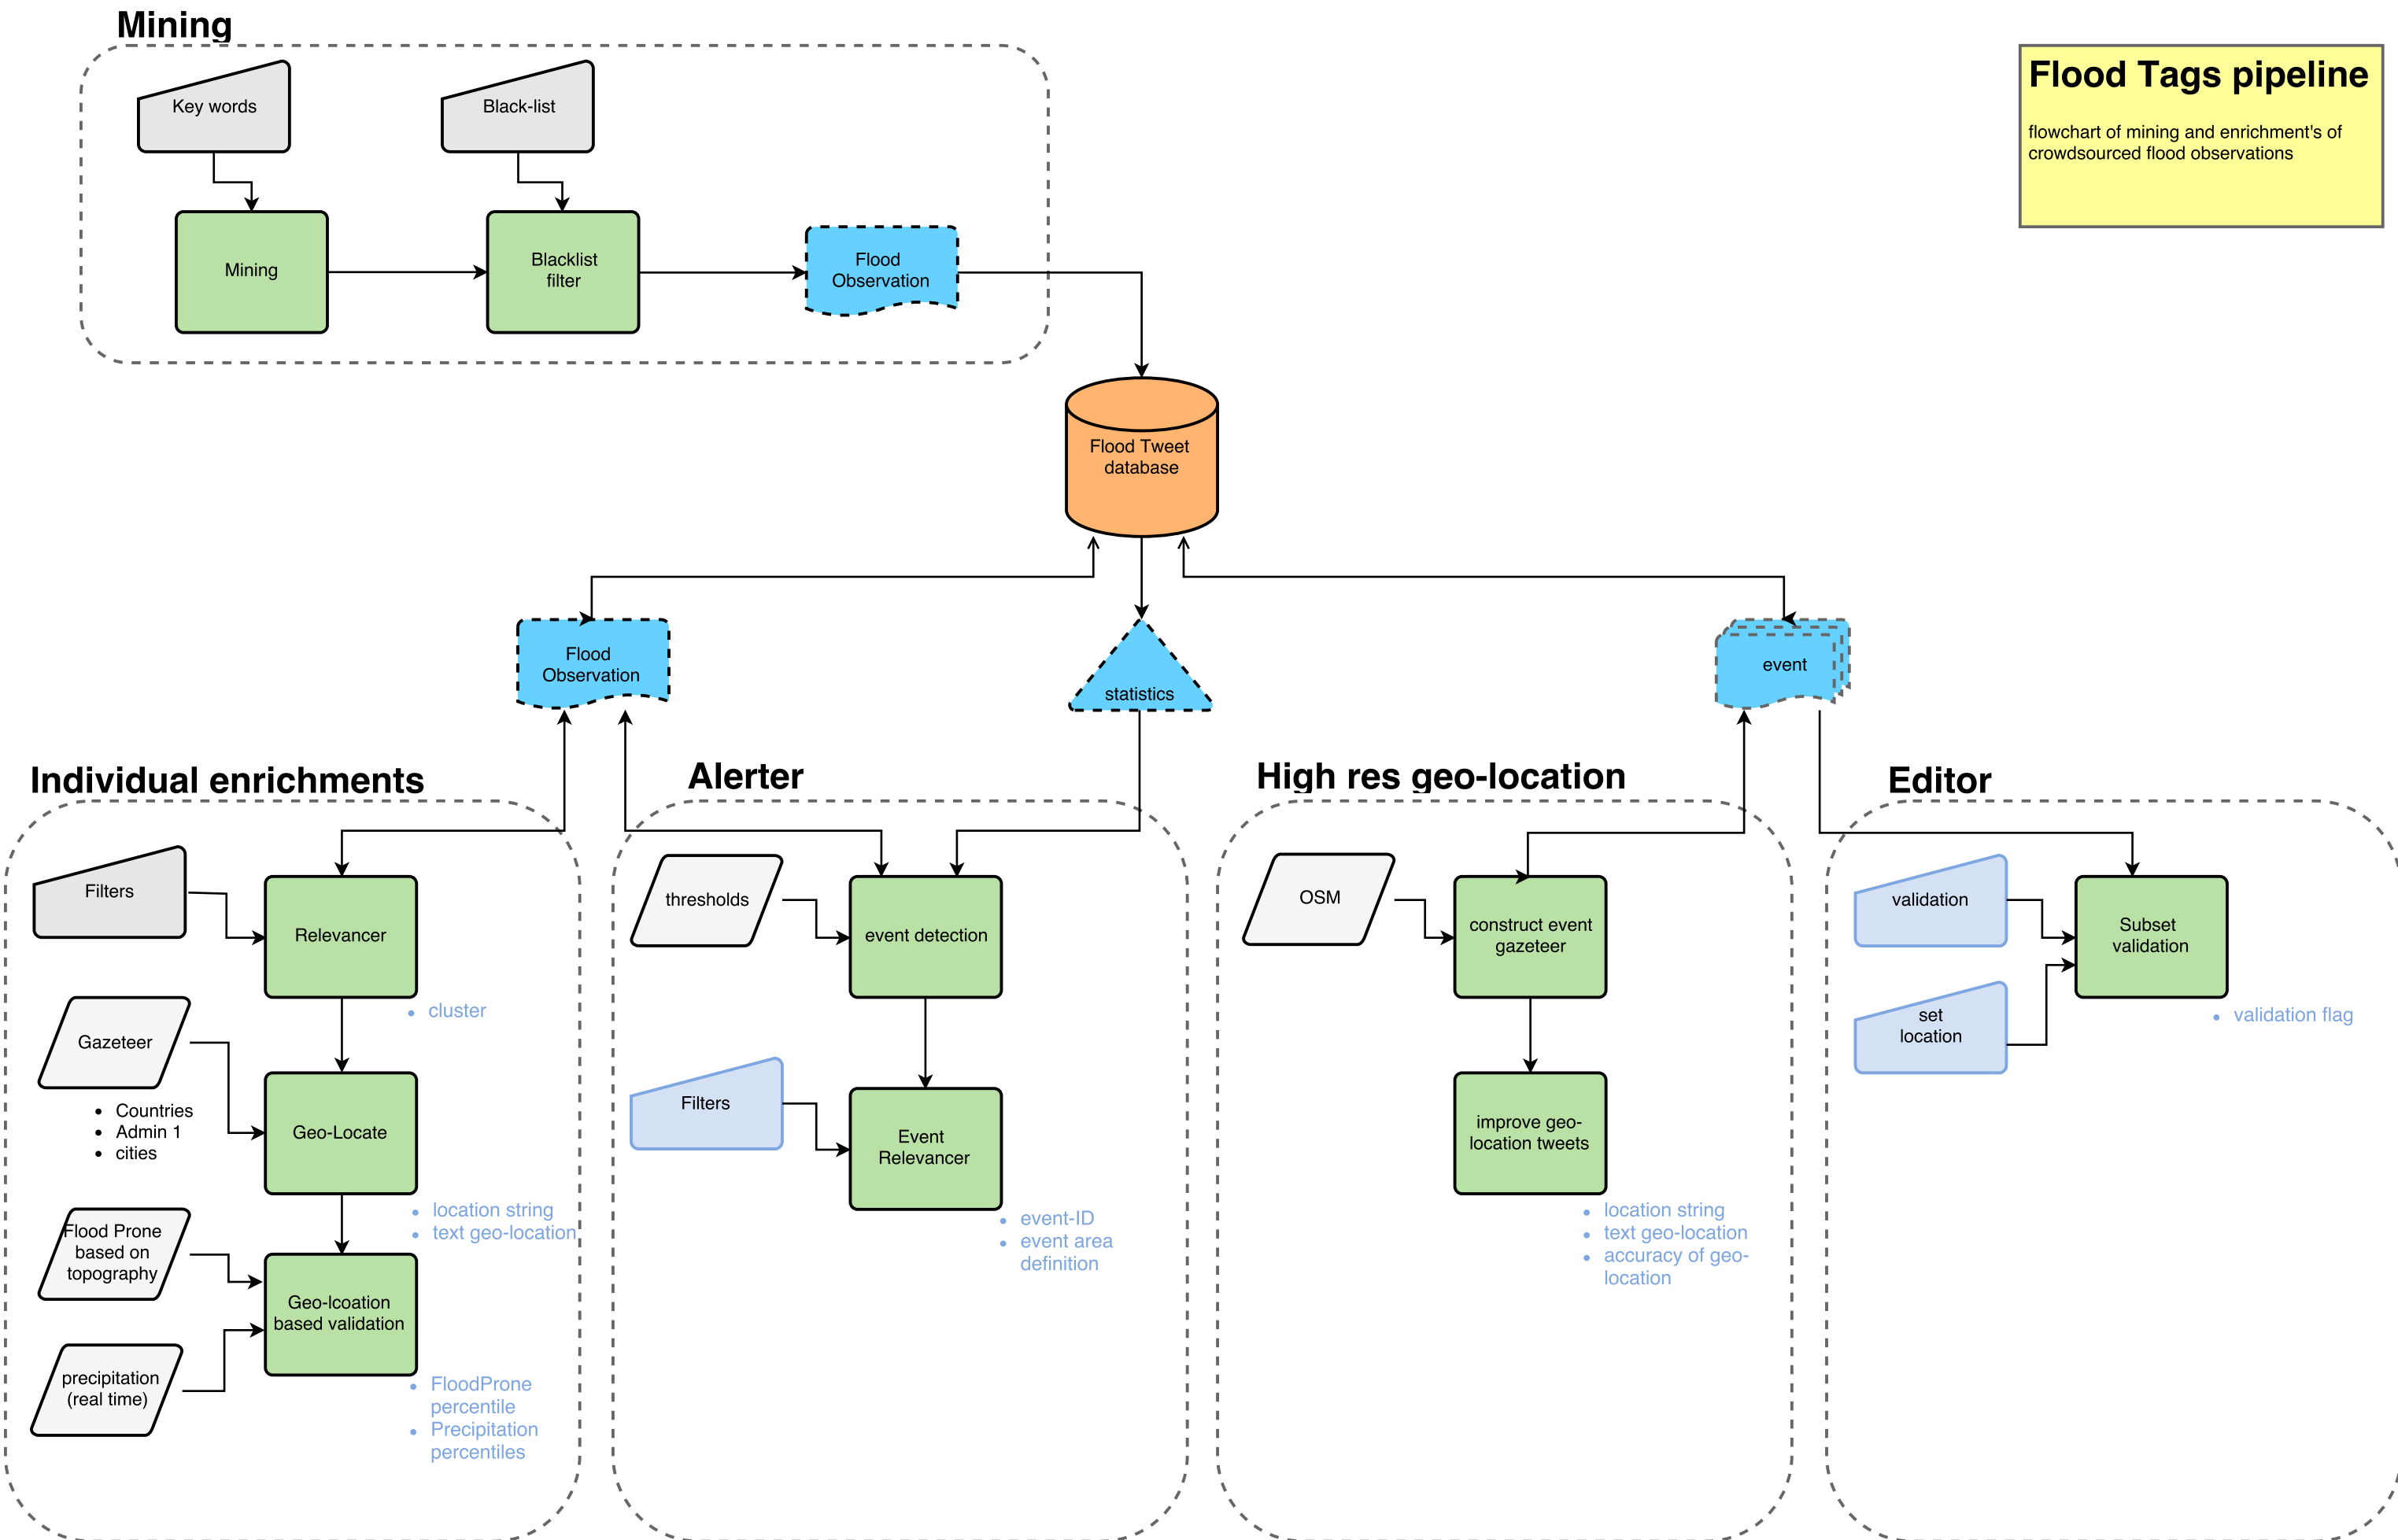 Mining
Key words
Black-list
Flood Tags pipeline
flowchart of mining and enrichment's of
crowdsourced flood observations
Mining
Blacklist
filter
Flood
Observation
Flood Tweet
database
Flood
Observation
statistics
event
Individual enrichments
Filters
Relevancer
• cluster
Gazeteer
• Countries
• Admin 1
• cities
Geo-Locate
• location string
• text geo-location
Flood Prone
based on
topography
Geo-lcoation
based validation
precipitation
(real time)
• FloodProne
percentile
• Precipitation
percentiles
Alerter
thresholds
event detection
Filters
Event
Relevancer
• event-ID
• event area
definition
High res geo-location
OSM
construct event
gazeteer
improve geo-
location tweets
• location string
• text geo-location
• accuracy of geo-
location
Editor
validation
Subset
validation
set
location
• validation flag